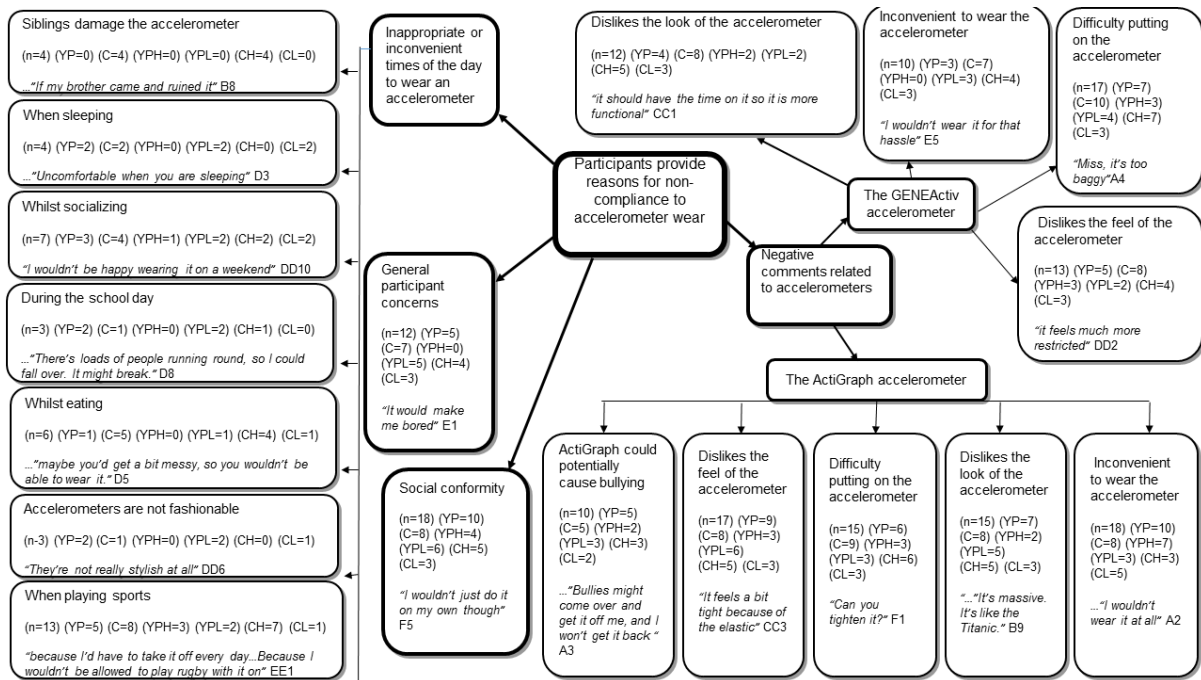 Siblings damage the accelerometer
(n=4) (YP=0) (C=4) (YPH=0) (YPL=0) (CH=4) (CL=0)
..."If my brother came and ruined it" B8
When sleeping
(n=4) (YP=2) (C=2) (YPH=0) (YPL=2) (CH=0) (CL=2)
..."Uncomfortable when you are sleeping" D3
Whilst socializing
(n=7) (YP=3) (C=4) (YPH=1) (YPL=2) (CH=2) (CL=2)
"I wouldn't be happy wearing it on a weekend" DD10
During the school day
(n=3) (YP=2) (C=1) (YPH=0) (YPL=2) (CH=1) (CL=0)
..."There's loads of people running round, so I could
fall over. It might break." D8
Whilst eating
(n=6) (YP=1) (C=5) (YPH=0) (YPL=1) (CH=4) (CL=1)
..."maybe you'd get a bit messy, so you wouldn't be
able to wear it." D5
Accelerometers are not fashionable
(n-3) (YP=2) (C=1) (YPH=0) (YPL=2) (CH=0) (CL=1)
"They're not really stylish at all" DD6
When playing sports
(n=13) (YP=5) (C=8) (YPH=3) (YPL=2) (CH=7) (CL=1)
"because I'd have to take it off every day...Because I
wouldn't be allowed to play rugby with it on" EE1
Inappropriate or
inconvenient
times of the day
to wear an
accelerometer
Participants provide
reasons for non-
compliance to
accelerometer wear
General
participant
concerns
(n=12) (YP=5)
(C=7) (YPH=0)
(YPL=5) (CH=4)
(CL=3)
"It would make
me bored" E1
Social conformity
(n=18) (YP=10)
(C=8) (YPH=4)
(YPL=6) (CH=5)
(CL=3)
"I wouldn't just do it
on my own though"
F5
Negative
comments related
to accelerometers
The GENEActiv
accelerometer
Dislikes the look of the accelerometer
(n=12) (YP=4) (C=8) (YPH=2) (YPL=2)
(CH=5) (CL=3)
"it should have the time on it so it is more
functional" CC1
Inconvenient to wear the
accelerometer
(n=10) (YP=3) (C=7)
(YPH=0) (YPL=3) (CH=4)
(CL=3)
"I wouldn't wear it for that
hassle" E5
Difficulty putting
on the
accelerometer
(n=17) (YP=7)
(C=10) (YPH=3)
(YPL=4) (CH=7)
(CL=3)
"Miss, it's too
baggy"A4
Dislikes the feel of the
accelerometer
(n=13) (YP=5) (C=8)
(YPH=3) (YPL=2) (CH=4)
(CL=3)
"it feels much more
restricted" DD2
The ActiGraph accelerometer
ActiGraph could
potentially
cause bullying
(n=10) (YP=5)
(C=5) (YPH=2)
(YPL=3) (CH=3)
(CL=2)
..."Bullies might
come over and
get it off me, and I
won't get it back "
A3
Dislikes the
feel of the
accelerometer
(n=17) (YP=9)
(C=8) (YPH=3)
(YPL=6)
(CH=5) (CL=3)
"It feels a bit
tight because of
the elastic" CC3
Difficulty
putting on the
accelerometer
(n=15) (YP=6)
(C=9) (YPH=3)
(YPL=3) (CH=6)
(CL=3)
"Can you
tighten it?" F1
Dislikes the
look of the
accelerometer
(n=15) (YP=7)
(C=8) (YPH=2)
(YPL=5)
(CH=5) (CL=3)
"..."It's massive.
It's like the
Titanic." B9
Inconvenient
to wear the
accelerometer
(n=18) (YP=10)
(C=8) (YPH=7)
(YPL=3) (CH=3)
(CL=5)
..."I wouldn't
wear it at all" A2